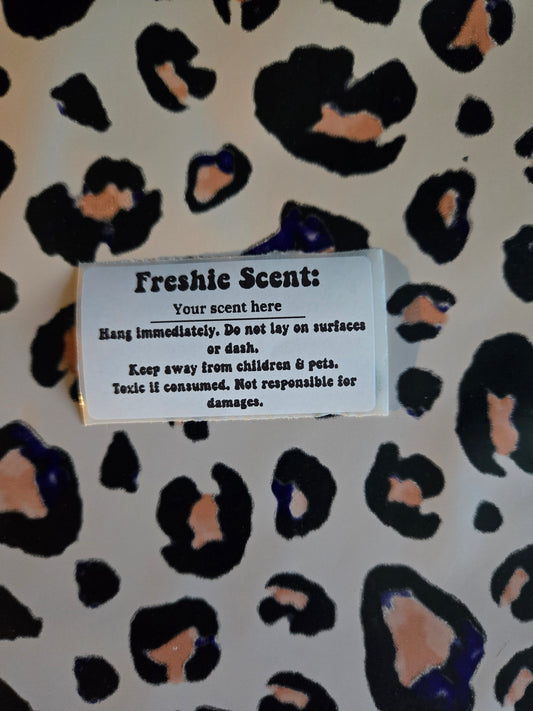 Freshie Scent:
Your scent here
Hang immediately. Do not lay on surfaces
or dash.
Keep away from children & pets.
Toxic if consumed. Not responsible for
damages.